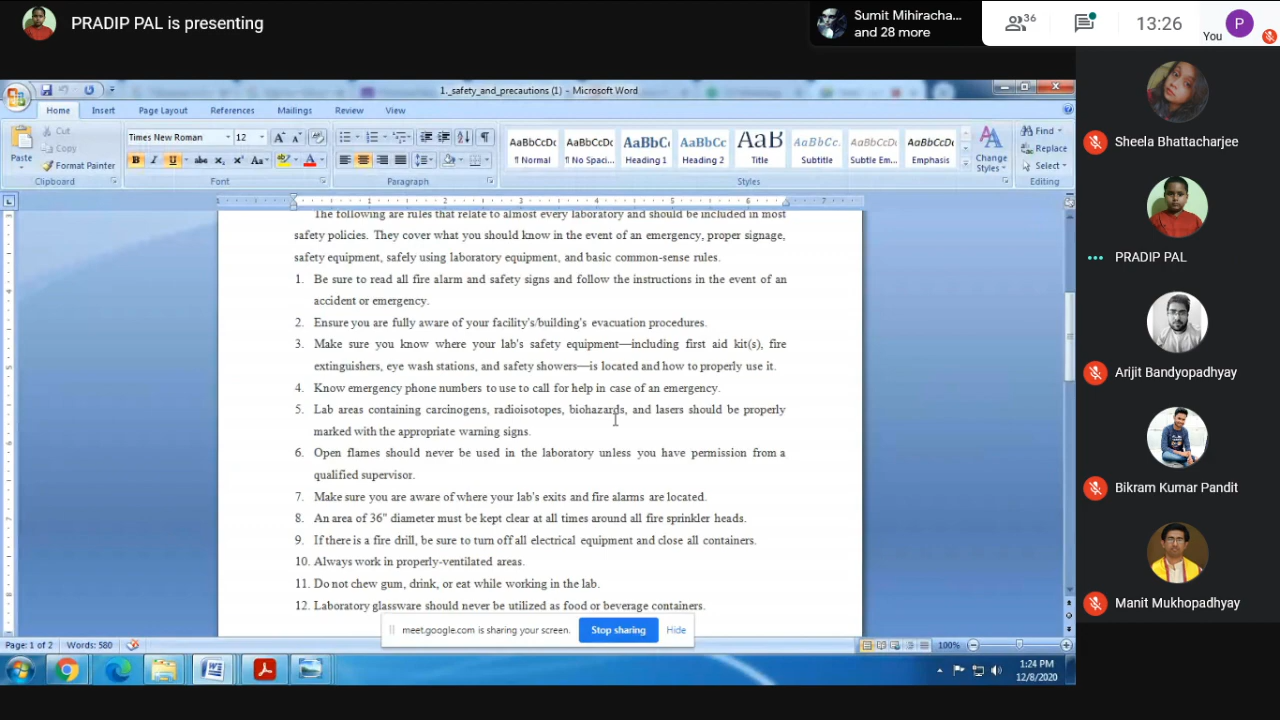 PRADIP PAL is presenting
Sumit Mihiracha...
and 28 more
36
13:26
You
P
1._safety_and_precautions (1) - Microsoft Word
Home Insert Page Layout References Mailings Review View
Paste
Cut
Copy
Format Painter
Clipboard
Times New Roman 12
Font
Paragraph
AaBbCcDc AaBbCcDc AaBbC AaBbCc AaB AaBbCc. AaBbCcDc AaBbCcDc
¶ Normal ¶ No Spaci... Heading 1 Heading 2 Title Subtitle Subtle Em... Emphasis
Change
Styles
Styles
Find
Replace
Select
Editing
The following are rules that relate to almost every laboratory and should be included in most
safety policies. They cover what you should know in the event of an emergency, proper signage,
safety equipment, safely using laboratory equipment, and basic common-sense rules.
1. Be sure to read all fire alarm and safety signs and follow the instructions in the event of an
accident or emergency.
2. Ensure you are fully aware of your facility's/building's evacuation procedures.
3. Make sure you know where your lab's safety equipment—including first aid kit(s), fire
extinguishers, eye wash stations, and safety showers—is located and how to properly use it.
4. Know emergency phone numbers to use to call for help in case of an emergency.
5. Lab areas containing carcinogens, radioisotopes, biohazards, and lasers should be properly
marked with the appropriate warning signs.
6. Open flames should never be used in the laboratory unless you have permission from a
qualified supervisor.
7. Make sure you are aware of where your lab's exits and fire alarms are located.
8. An area of 36" diameter must be kept clear at all times around all fire sprinkler heads.
9. If there is a fire drill, be sure to turn off all electrical equipment and close all containers.
10. Always work in properly-ventilated areas.
11. Do not chew gum, drink, or eat while working in the lab.
12. Laboratory glassware should never be utilized as food or beverage containers.
meet.google.com is sharing your screen. Stop sharing Hide
Page: 1 of 2 Words: 580 100%
1:24 PM
12/8/2020
Sheela Bhattacharjee
PRADIP PAL
Arijit Bandyopadhyay
Bikram Kumar Pandit
Manit Mukhopadhyay